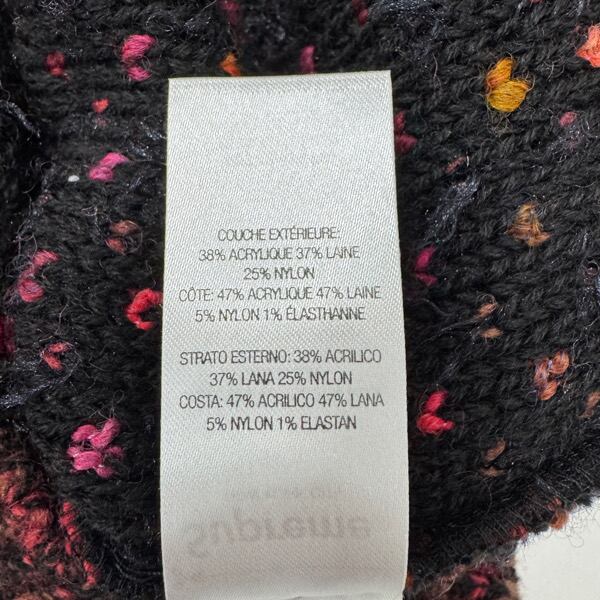 COUCHE EXTÉRIEURE:
38% ACRYLIQUE 37% LAINE
25% NYLON
CÔTE: 47% ACRYLIQUE 47% LAINE
5% NYLON 1% ÉLASTHANNE
STRATO ESTERNO: 38% ACRILICO
37% LANA 25% NYLON
COSTA: 47% ACRILICO 47% LANA
5% NYLON 1% ELASTAN
Supreme